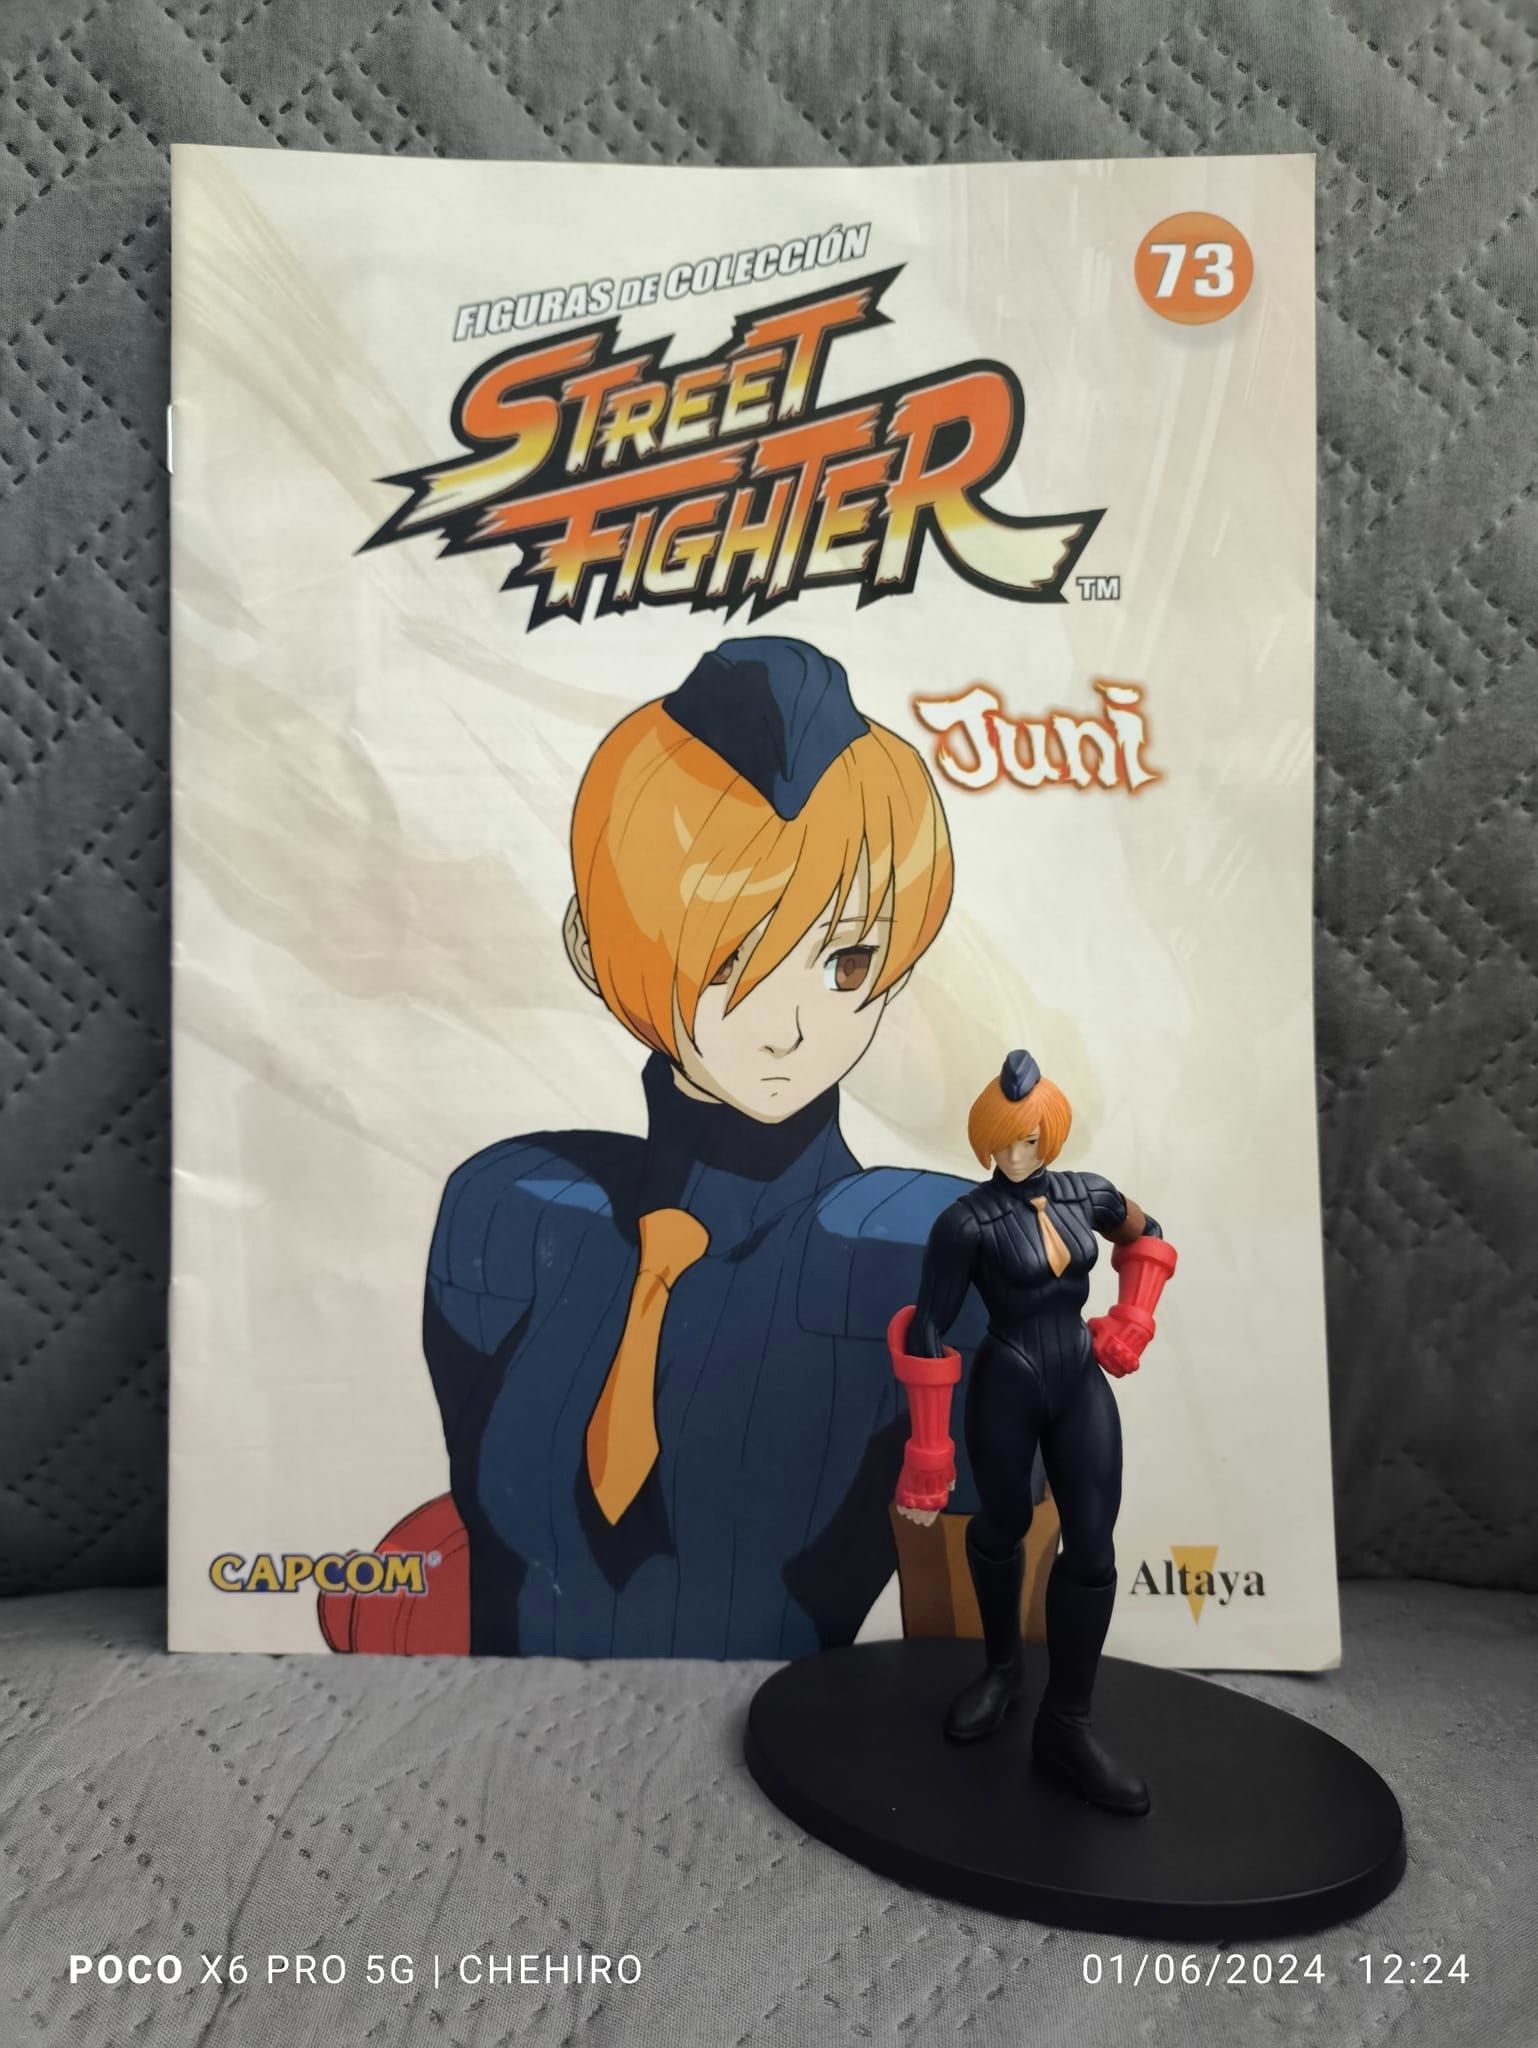 FIGURAS DE COLECCIÓN
73
STREET
FIGHTER
TM
Juni
CAPCOM®
Altaya
POCO X6 PRO 5G | CHEHIRO
01/06/2024 12:24